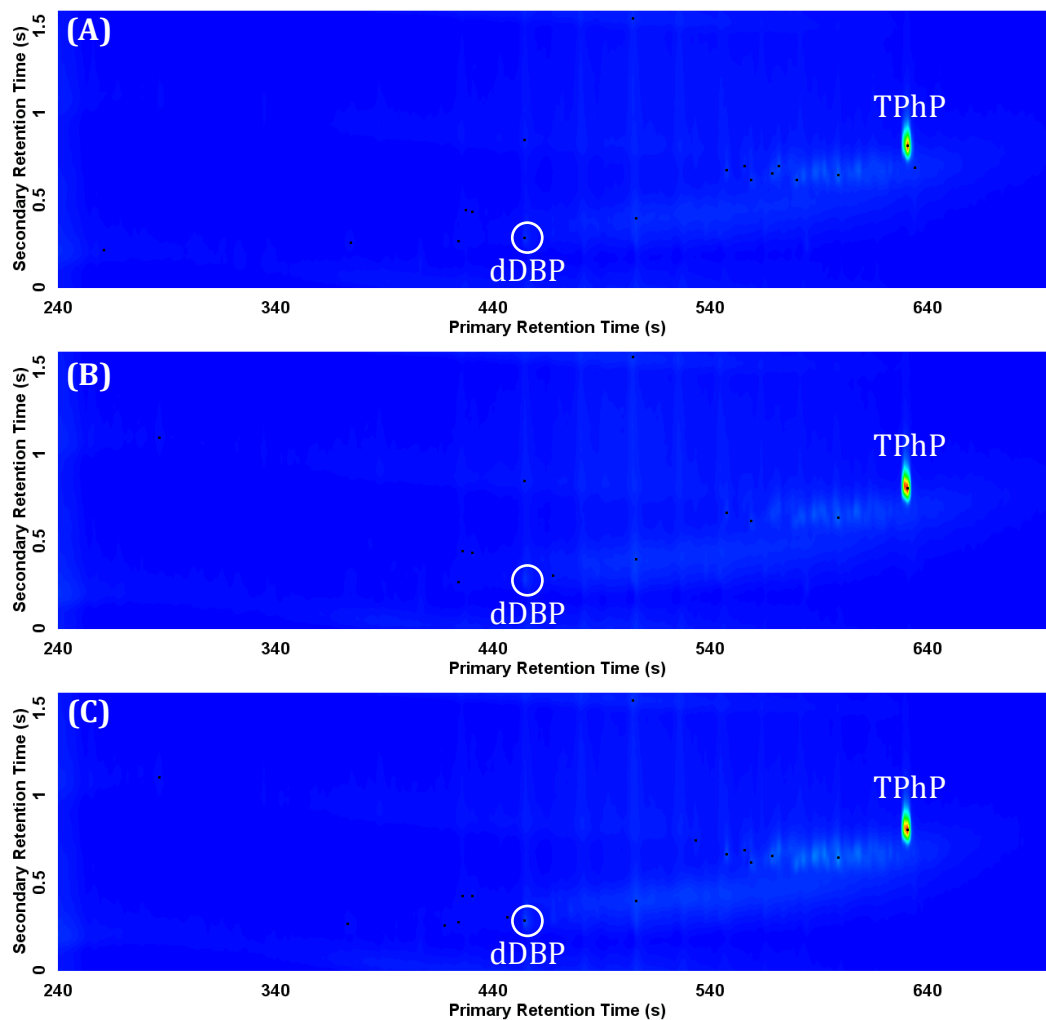 (A)
Secondary Retention Time (s)
1.5
1
0.5
0
TPhP
dDBP
240 340 440 540 640
Primary Retention Time (s)
(B)
Secondary Retention Time (s)
1.5
1
0.5
0
TPhP
dDBP
240 340 440 540 640
Primary Retention Time (s)
(C)
Secondary Retention Time (s)
1.5
1
0.5
0
TPhP
dDBP
240 340 440 540 640
Primary Retention Time (s)